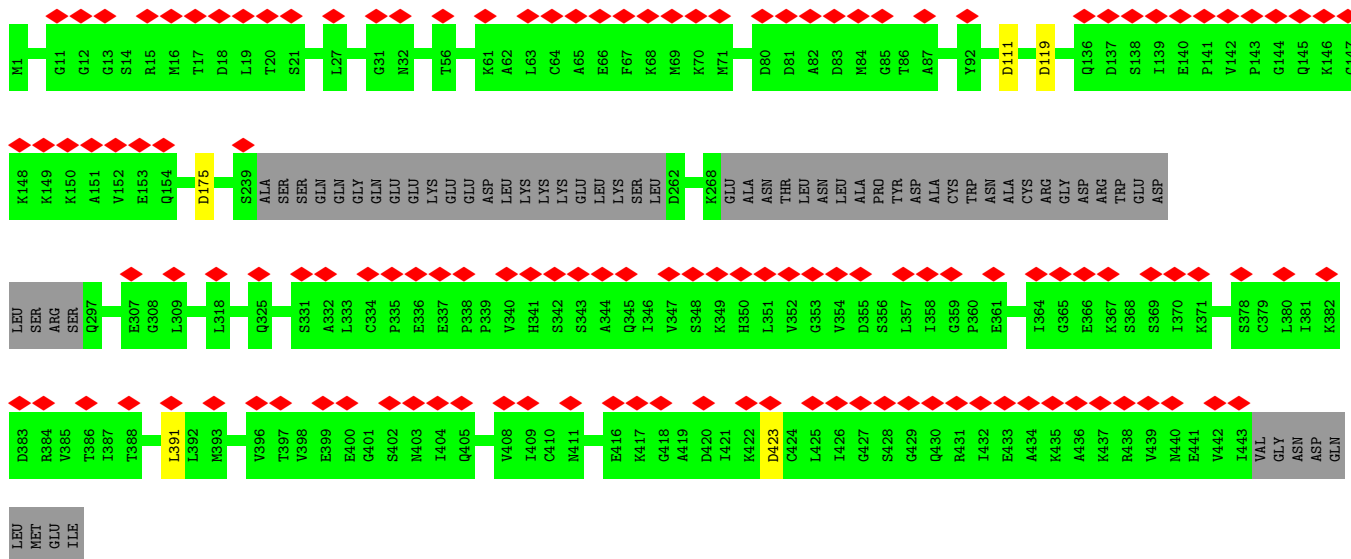 M1 G11 G12 G13 S14 R15 M16 T17 D18 L19 T20 S21 L27 G31 N32 T56 K61 A62 L63 C64 A65 E66 F67 K68 M69 K70 M71 D80 D81 A82 D83 M84 G85 T86 A87 Y92 D111 D119 Q136 D137 S138 I139 E140 P141 V142 P143 G144 Q145 K146
K148 K149 K150 A151 V152 E153 Q154 D175 S239 ALA SER SER GLN GLN GLY GLN GLU GLU LYS GLU GLU ASP LEU LYS LYS LYS GLU LEU LYS SER LEU D262 K268 GLU ALA ASN THR LEU ASN LEU ALA PRO TYR ASP ALA CYS TRP ASN ALA CYS ARG GLY ASP ARG TRP GLU ASP
LEU SER ARG SER Q297 E307 G308 L309 L318 Q325 S331 A332 L333 C334 P335 E336 E337 P338 P339 V340 H341 S342 S343 A344 Q345 I346 V347 S348 K349 H350 L351 V352 G353 V354 D355 S356 L357 I358 G359 P360 E361 I364 G365 E366 K367 S368 S369 I370 K371 S378 C379 L380 I381 K382
D383 R384 V385 T386 I387 T388 L391 L392 M393 V396 T397 V398 E399 E400 G401 S402 N403 I404 Q405 V408 I409 C410 N411 E416 K417 G418 A419 D420 I421 K422 D423 C424 L425 I426 G427 S428 G429 Q430 R431 I432 E433 A434 K435 A436 K437 R438 V439 N440 E441 V442 I443 VAL GLY ASN ASP GLN
LEU MET GLU ILE